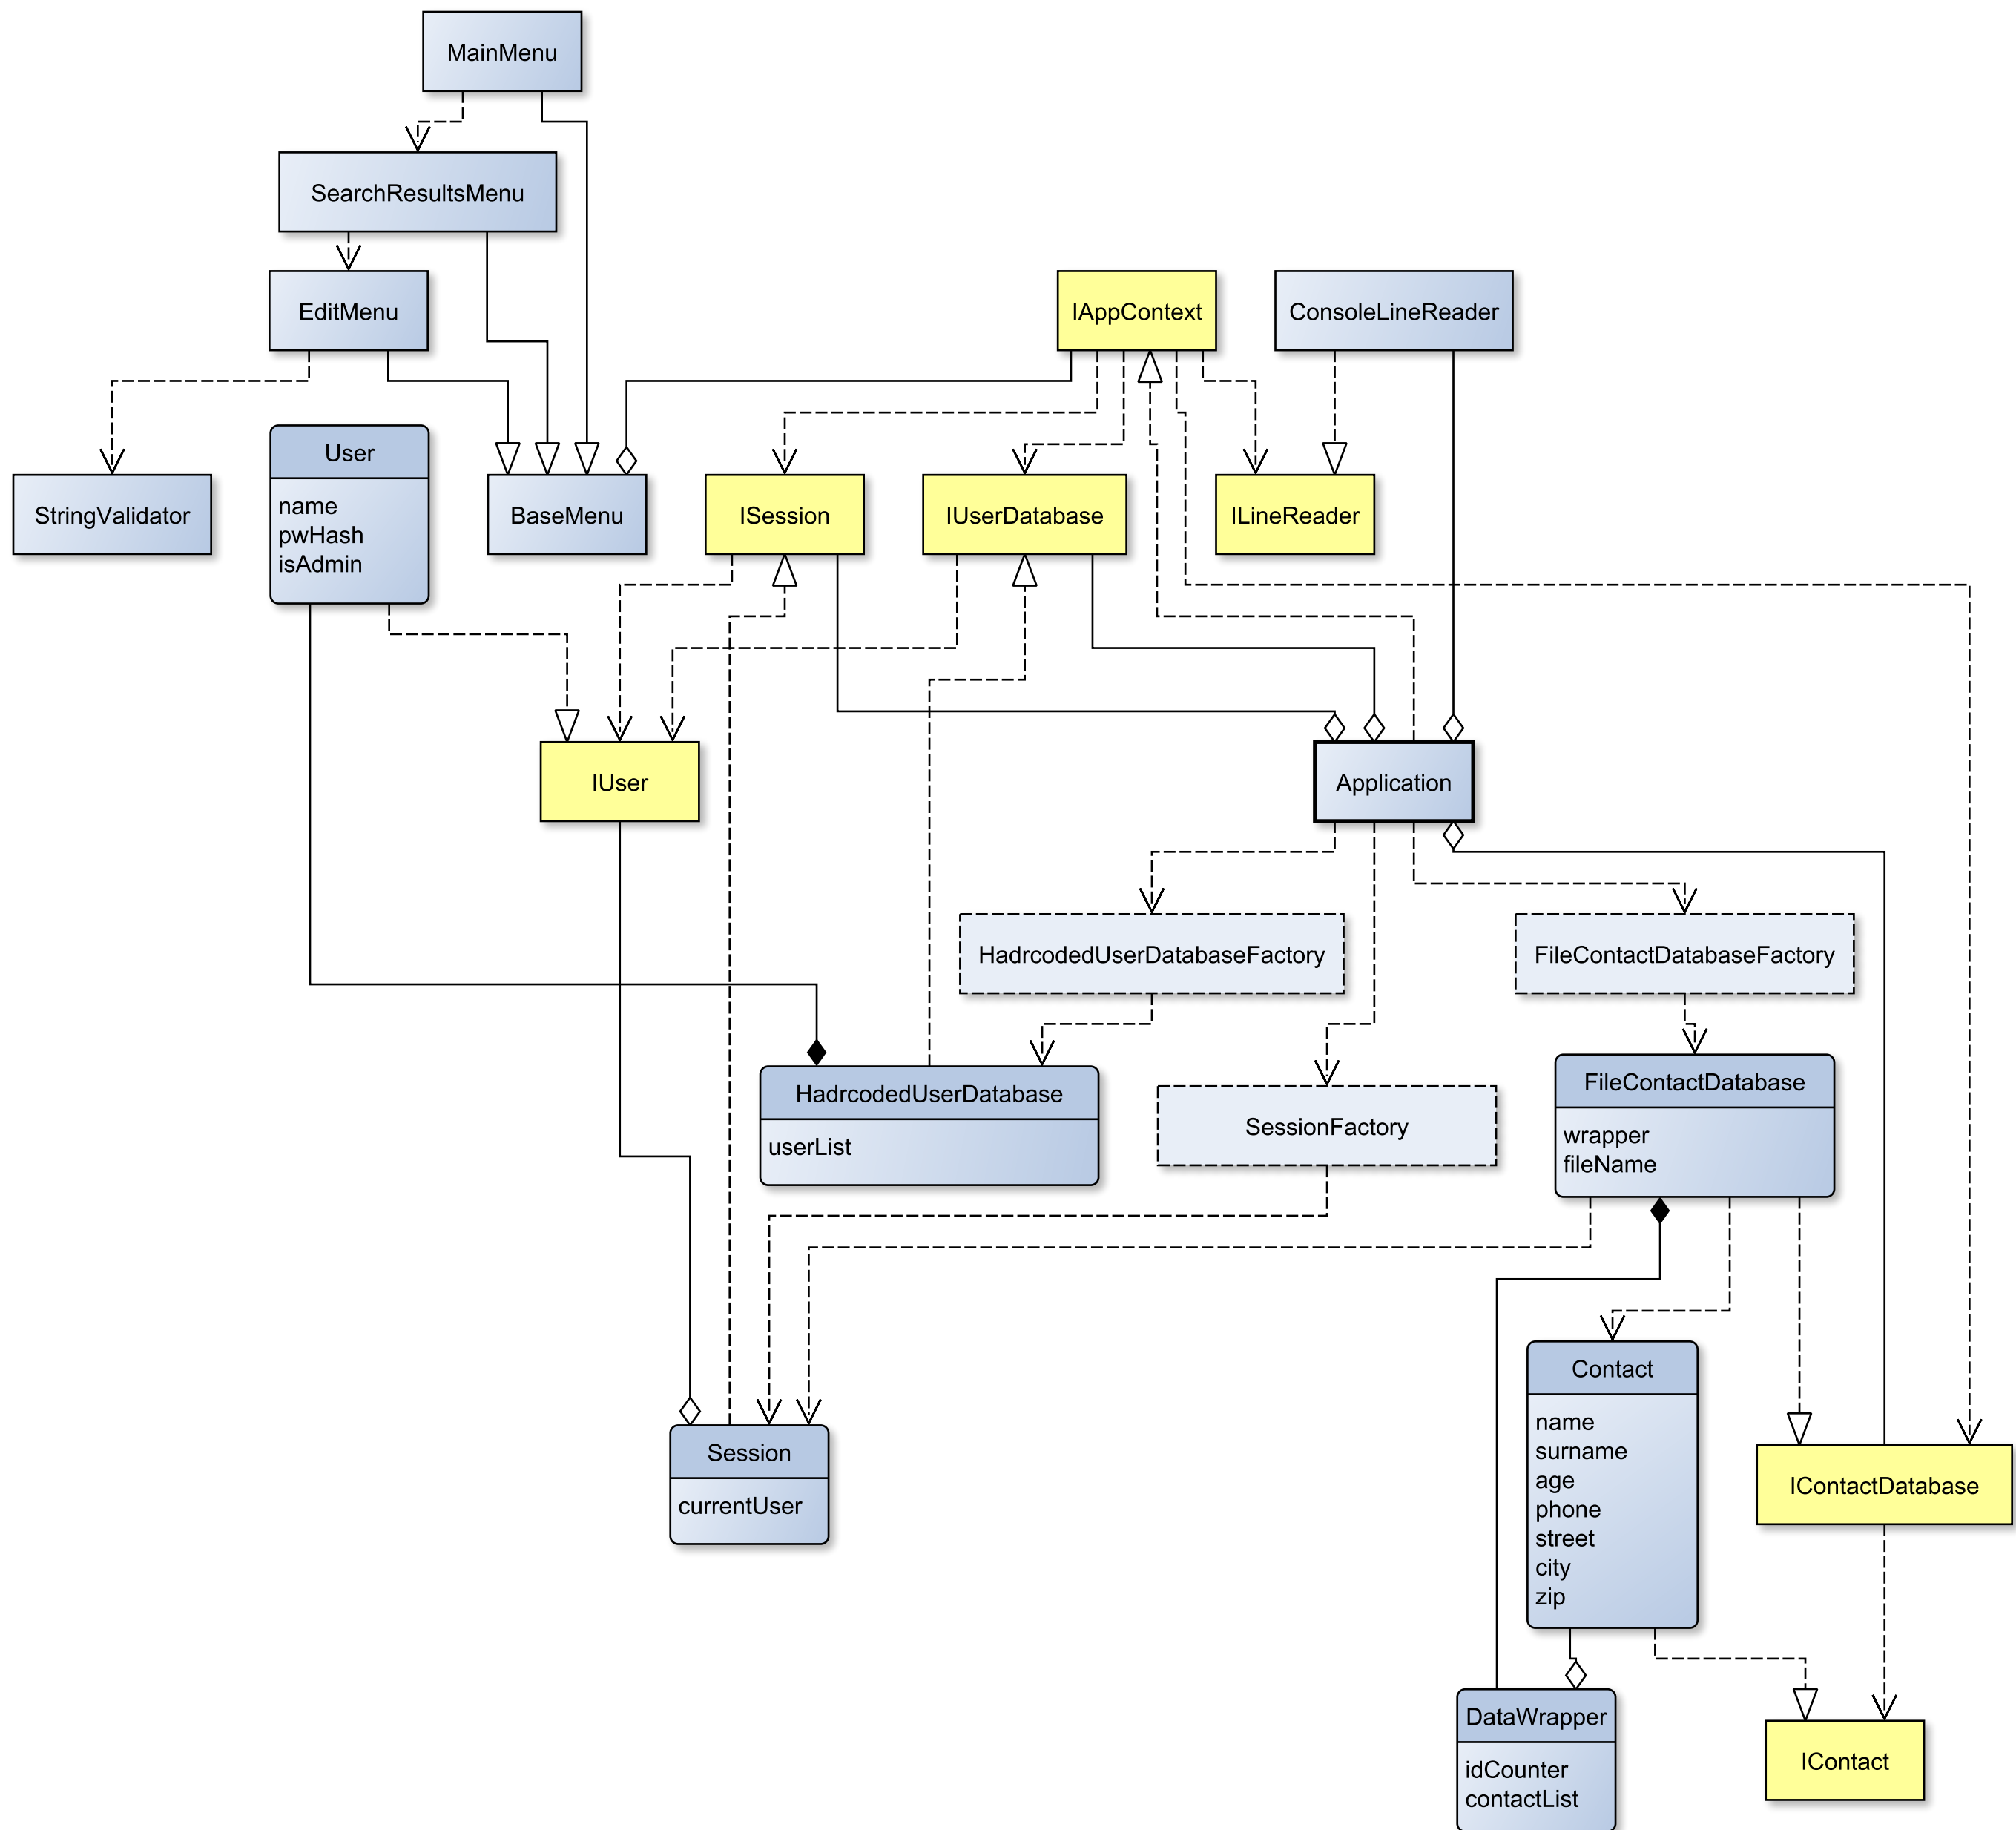 MainMenu
SearchResultsMenu
EditMenu
IAppContext
ConsoleLineReader
User
name
pwHash
isAdmin
StringValidator
BaseMenu
ISession
IUserDatabase
ILineReader
IUser
Application
HadrcodedUserDatabaseFactory
FileContactDatabaseFactory
HadrcodedUserDatabase
userList
SessionFactory
FileContactDatabase
wrapper
fileName
Contact
name
surname
age
phone
street
city
zip
Session
currentUser
IContactDatabase
DataWrapper
idCounter
contactList
IContact